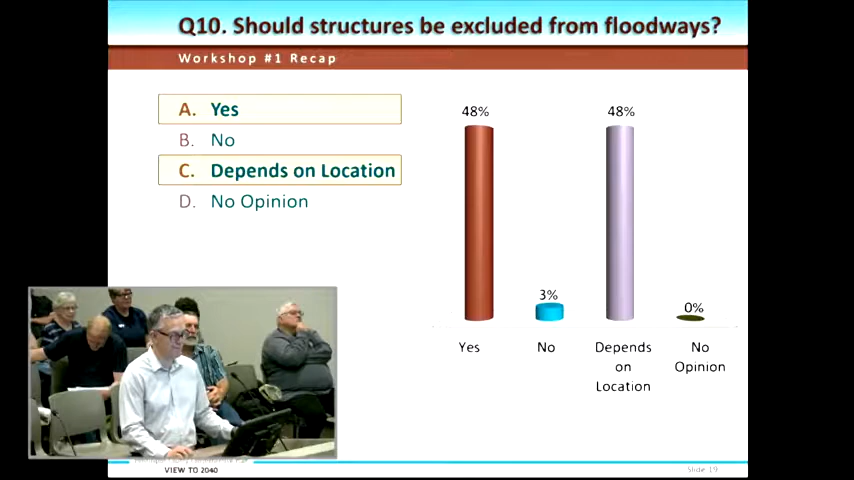 Q10. Should structures be excluded from floodways?
Workshop #1 Recap
A. Yes
B. No
C. Depends on Location
D. No Opinion
48%
3%
48%
0%
Yes
No
Depends
on
Location
No
Opinion
VIEW TO 2040
Slide 19